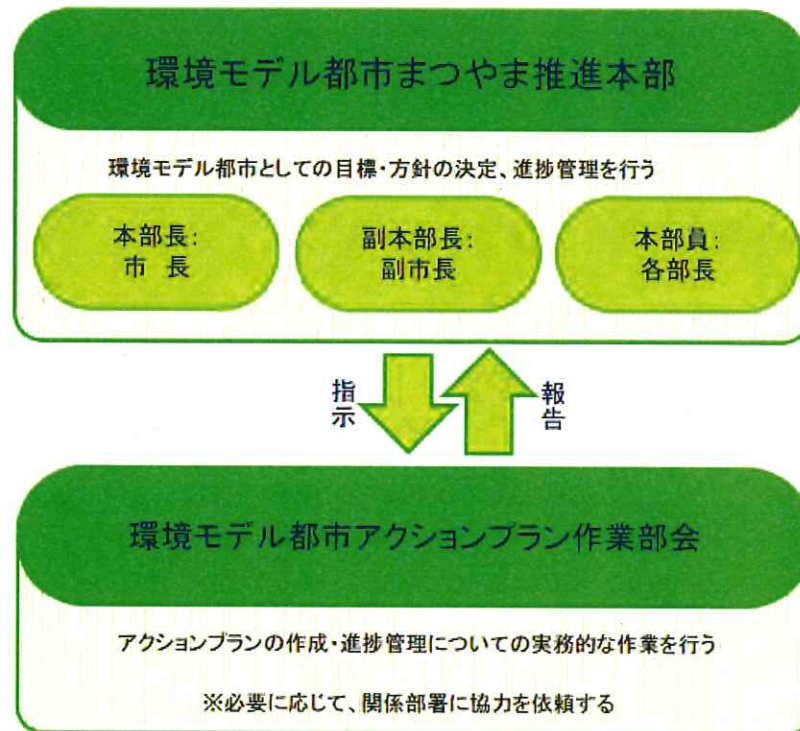 環境モデル都市まつやま推進本部
環境モデル都市としての目標・方針の決定、進捗管理を行う
本部長：
市　長
副本部長：
副市長
本部員：
各部長
指示
報告
環境モデル都市アクションプラン作業部会
アクションプランの作成・進捗管理についての実務的な作業を行う
※必要に応じて、関係部署に協力を依頼する